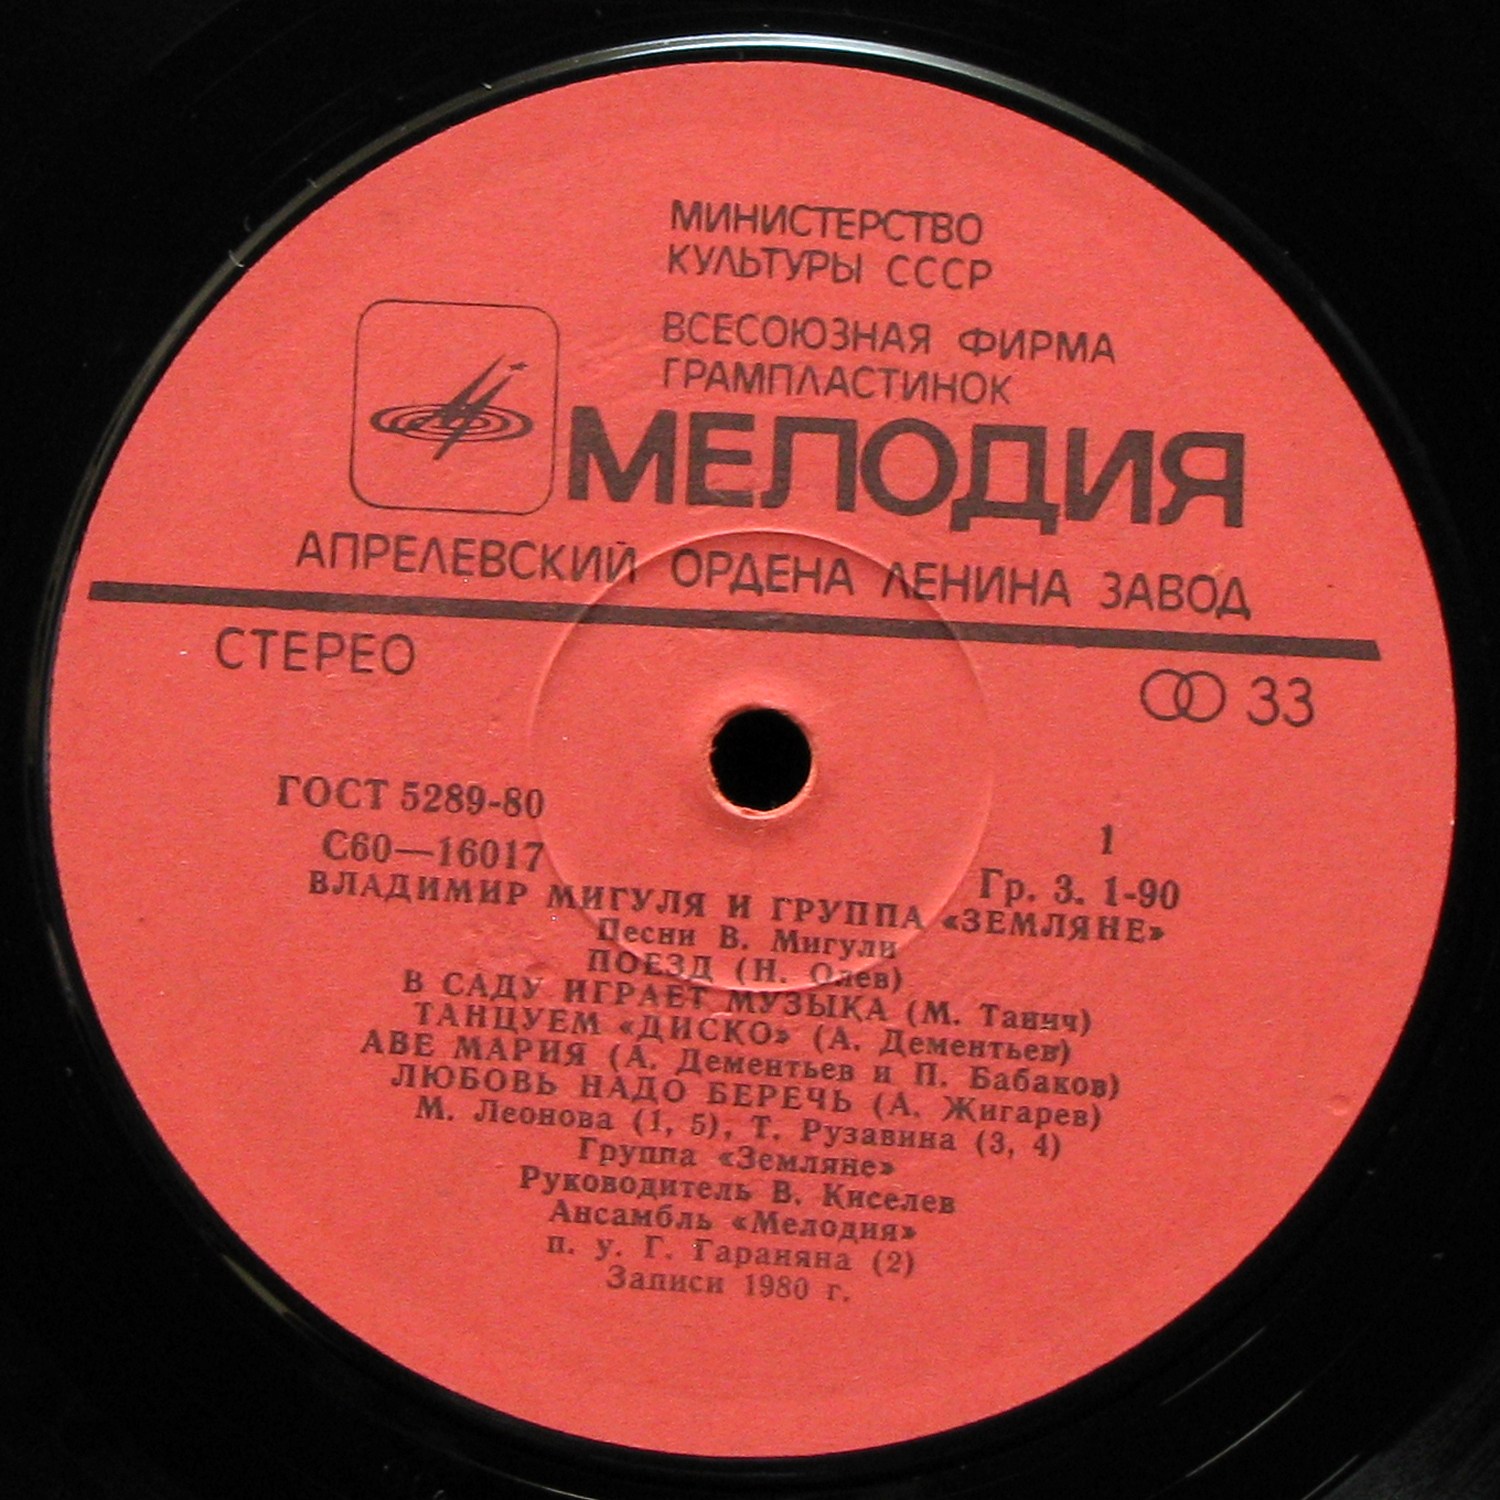 МИНИСТЕРСТВО
КУЛЬТУРЫ СССР
ВСЕСОЮЗНАЯ ФИРМА
ГРАМПЛАСТИНОК
МЕЛОДИЯ
АПРЕЛЕВСКИЙ ОРДЕНА ЛЕНИНА ЗАВОД
СТЕРЕО
33
ГОСТ 5289-80
1
С60—16017
Гр. 3. 1-90
ВЛАДИМИР МИГУЛЯ И ГРУППА «ЗЕМЛЯНЕ»
Песни В. Мигули
ПОЕЗД (Н. Олев)
В САДУ ИГРАЕТ МУЗЫКА (М. Танич)
ТАНЦУЕМ «ДИСКО» (А. Дементьев)
АВЕ МАРИЯ (А. Дементьев и П. Бабаков)
ЛЮБОВЬ НАДО БЕРЕЧЬ (А. Жигарев)
М. Леонова (1, 5), Т. Рузавина (3, 4)
Группа «Земляне»
Руководитель В. Киселев
Ансамбль «Мелодия»
п. у. Г. Гараняна (2)
Записи 1980 г.